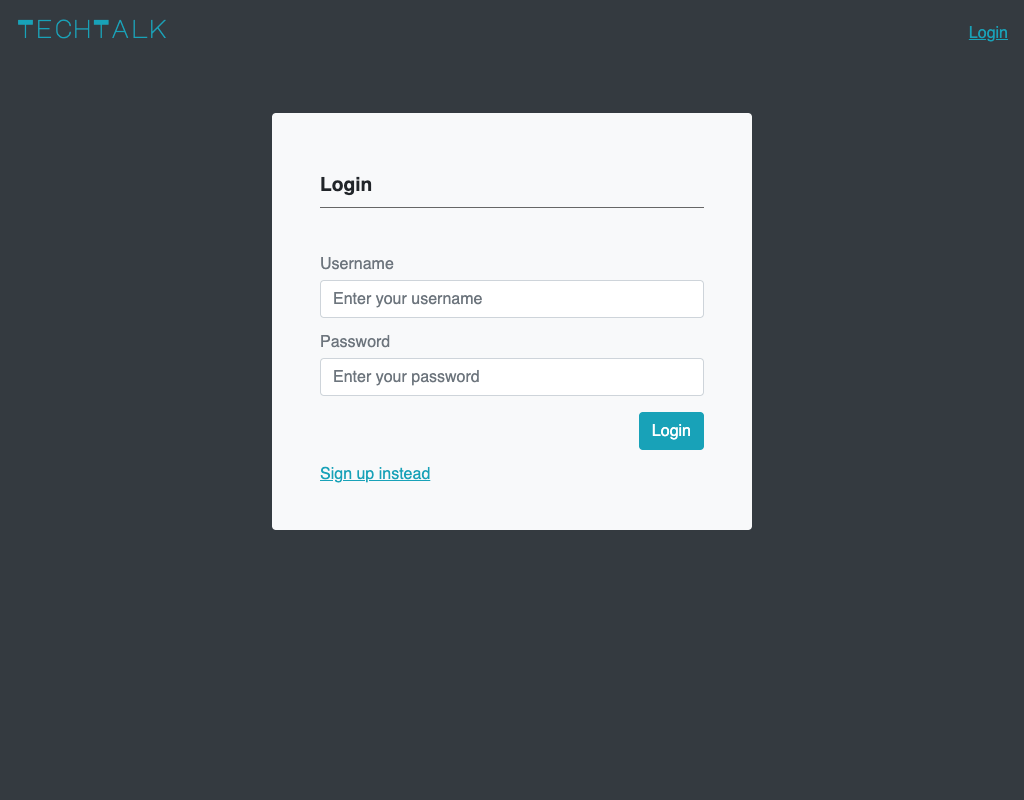 TECHTALK
Login
Login
Username
Enter your username
Password
Enter your password
Login
Sign up instead